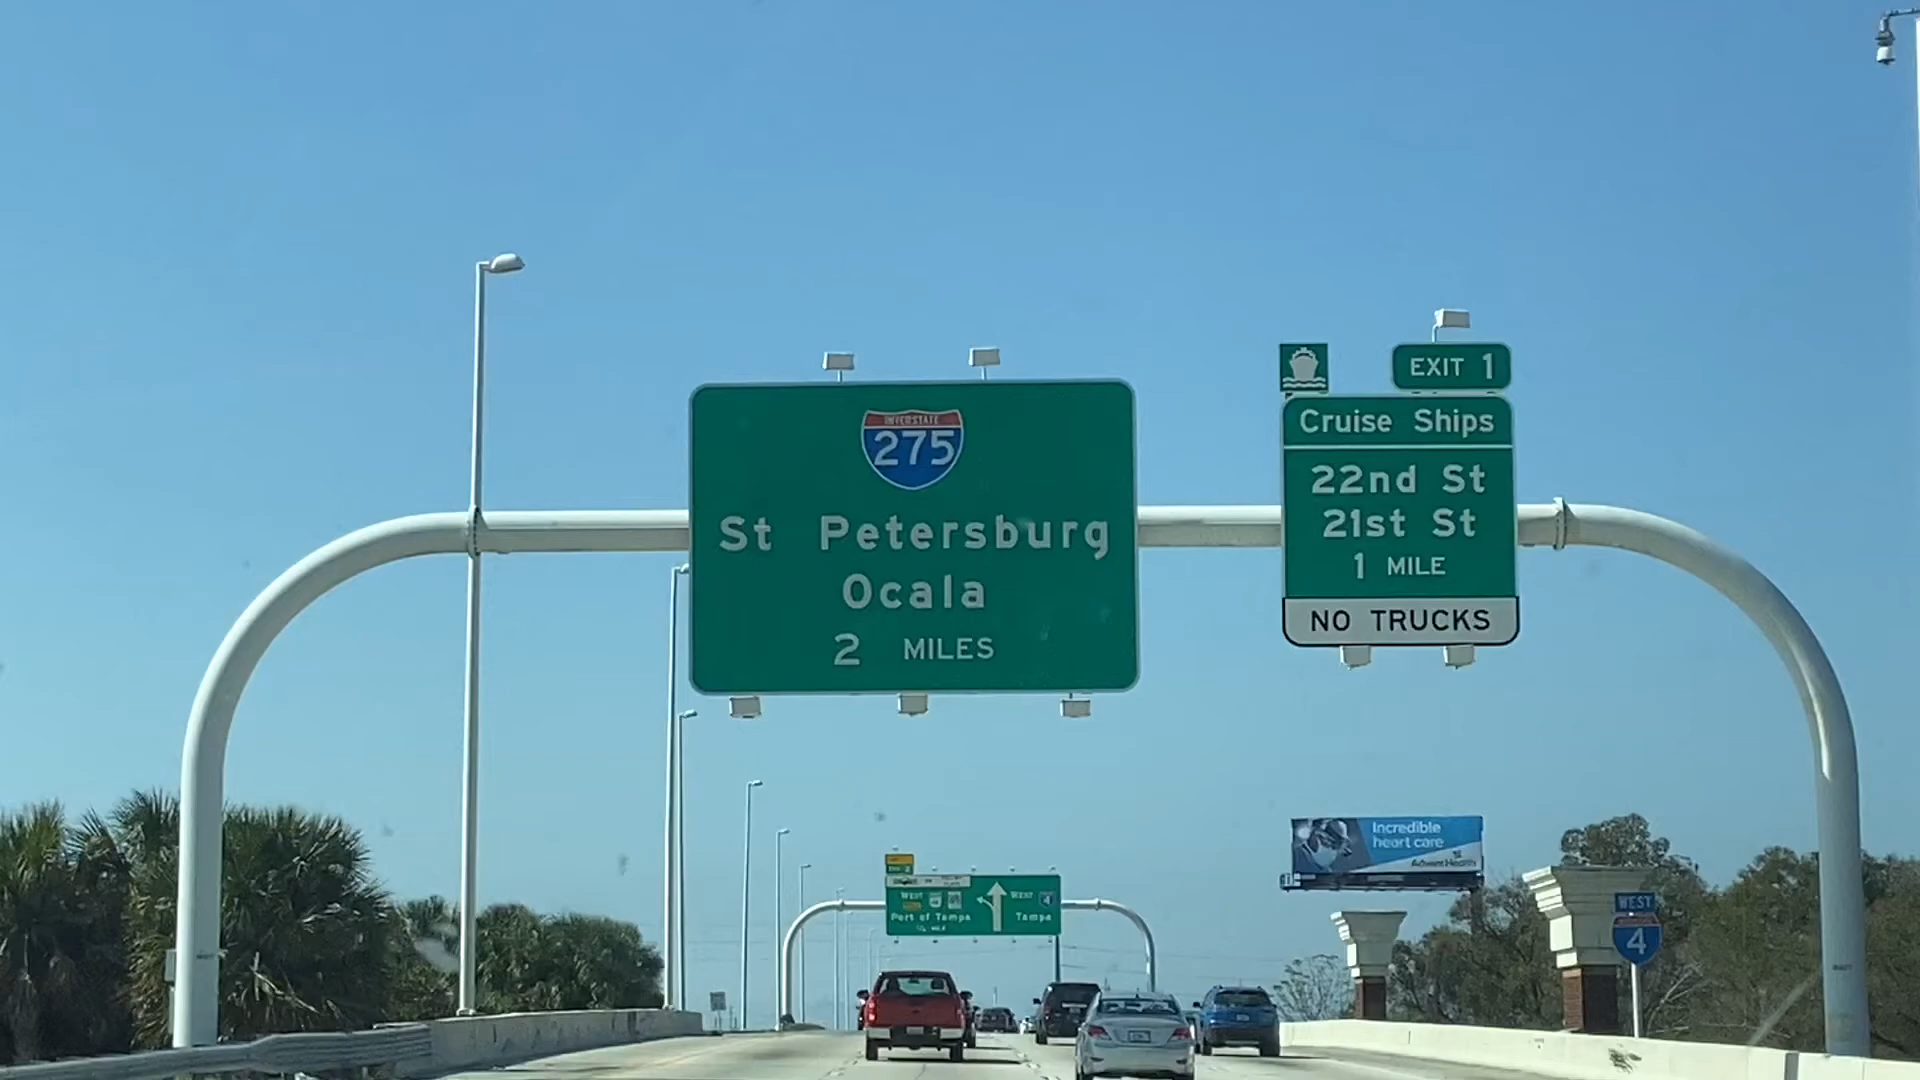 INTERSTATE
275
St Petersburg
Ocala
2 MILES
EXIT 1
Cruise Ships
22nd St
21st St
1 MILE
NO TRUCKS
Incredible
heart care
AdventHealth
WEST
WEST 4
Port of Tampa
Tampa
WEST
4